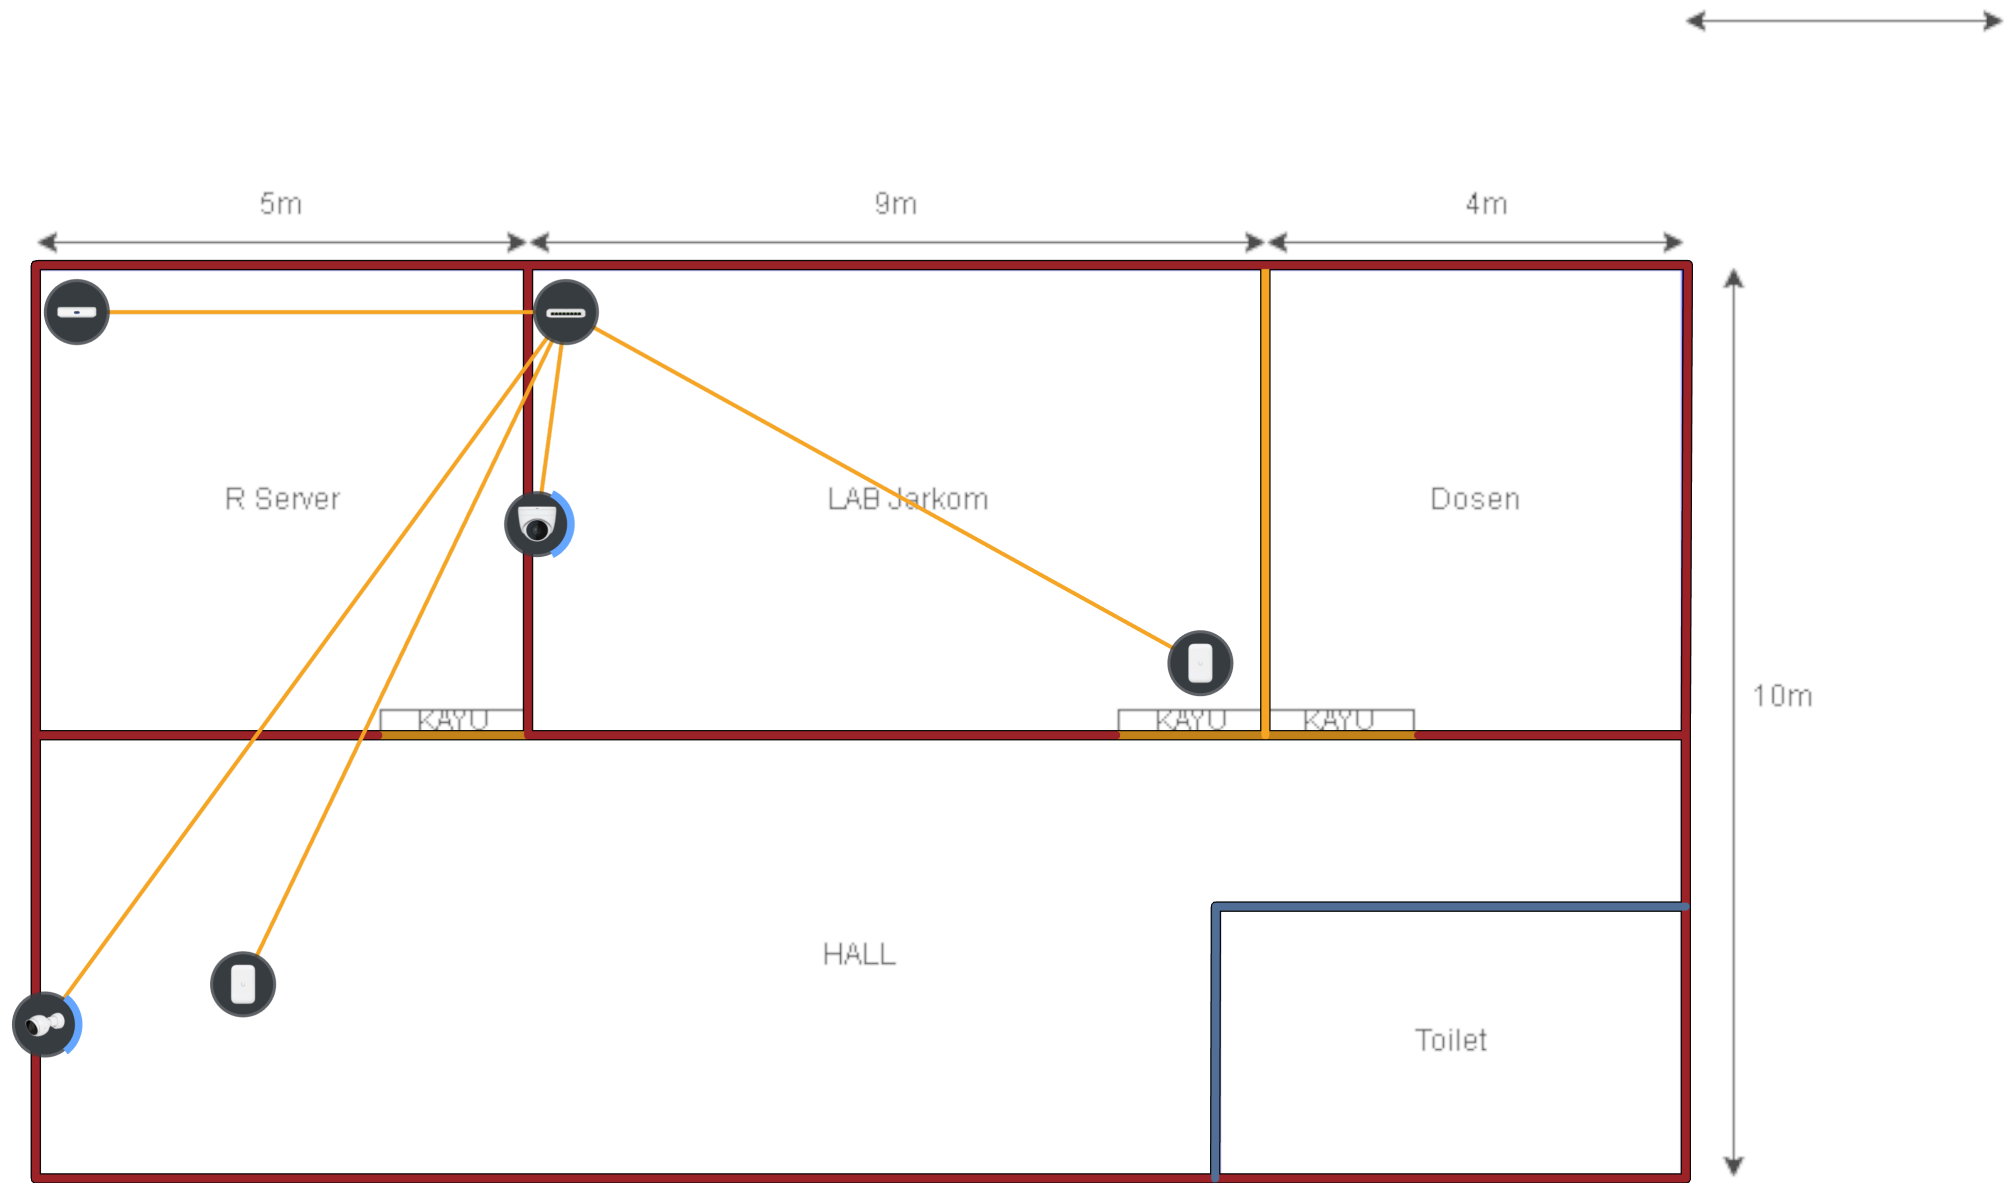 5m 9m 4m
R Server LAB Jarkom Dosen
10m
KAYU KAYU KAYU
HALL
Toilet